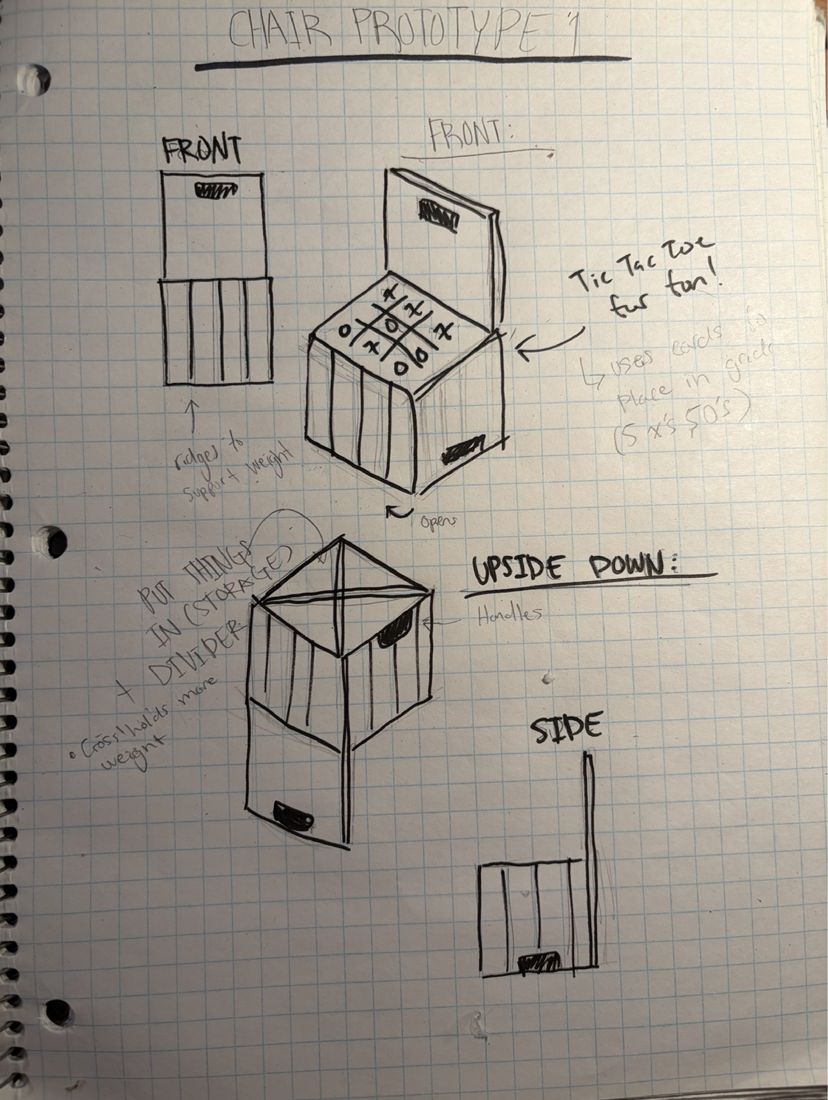 CHAIR PROTOTYPE 1
FRONT
FRONT:
X
X
O
O
X
X
O
O
Tic Tac Toe
for fun!
↳ uses cards to
place in grid
(5 x's 5 O's)
ridges to
support weight
opens
PUT THINGS
IN (STORAGE)
+ DIVIDER
• Cross holds more
weight
UPSIDE DOWN:
Handles
SIDE